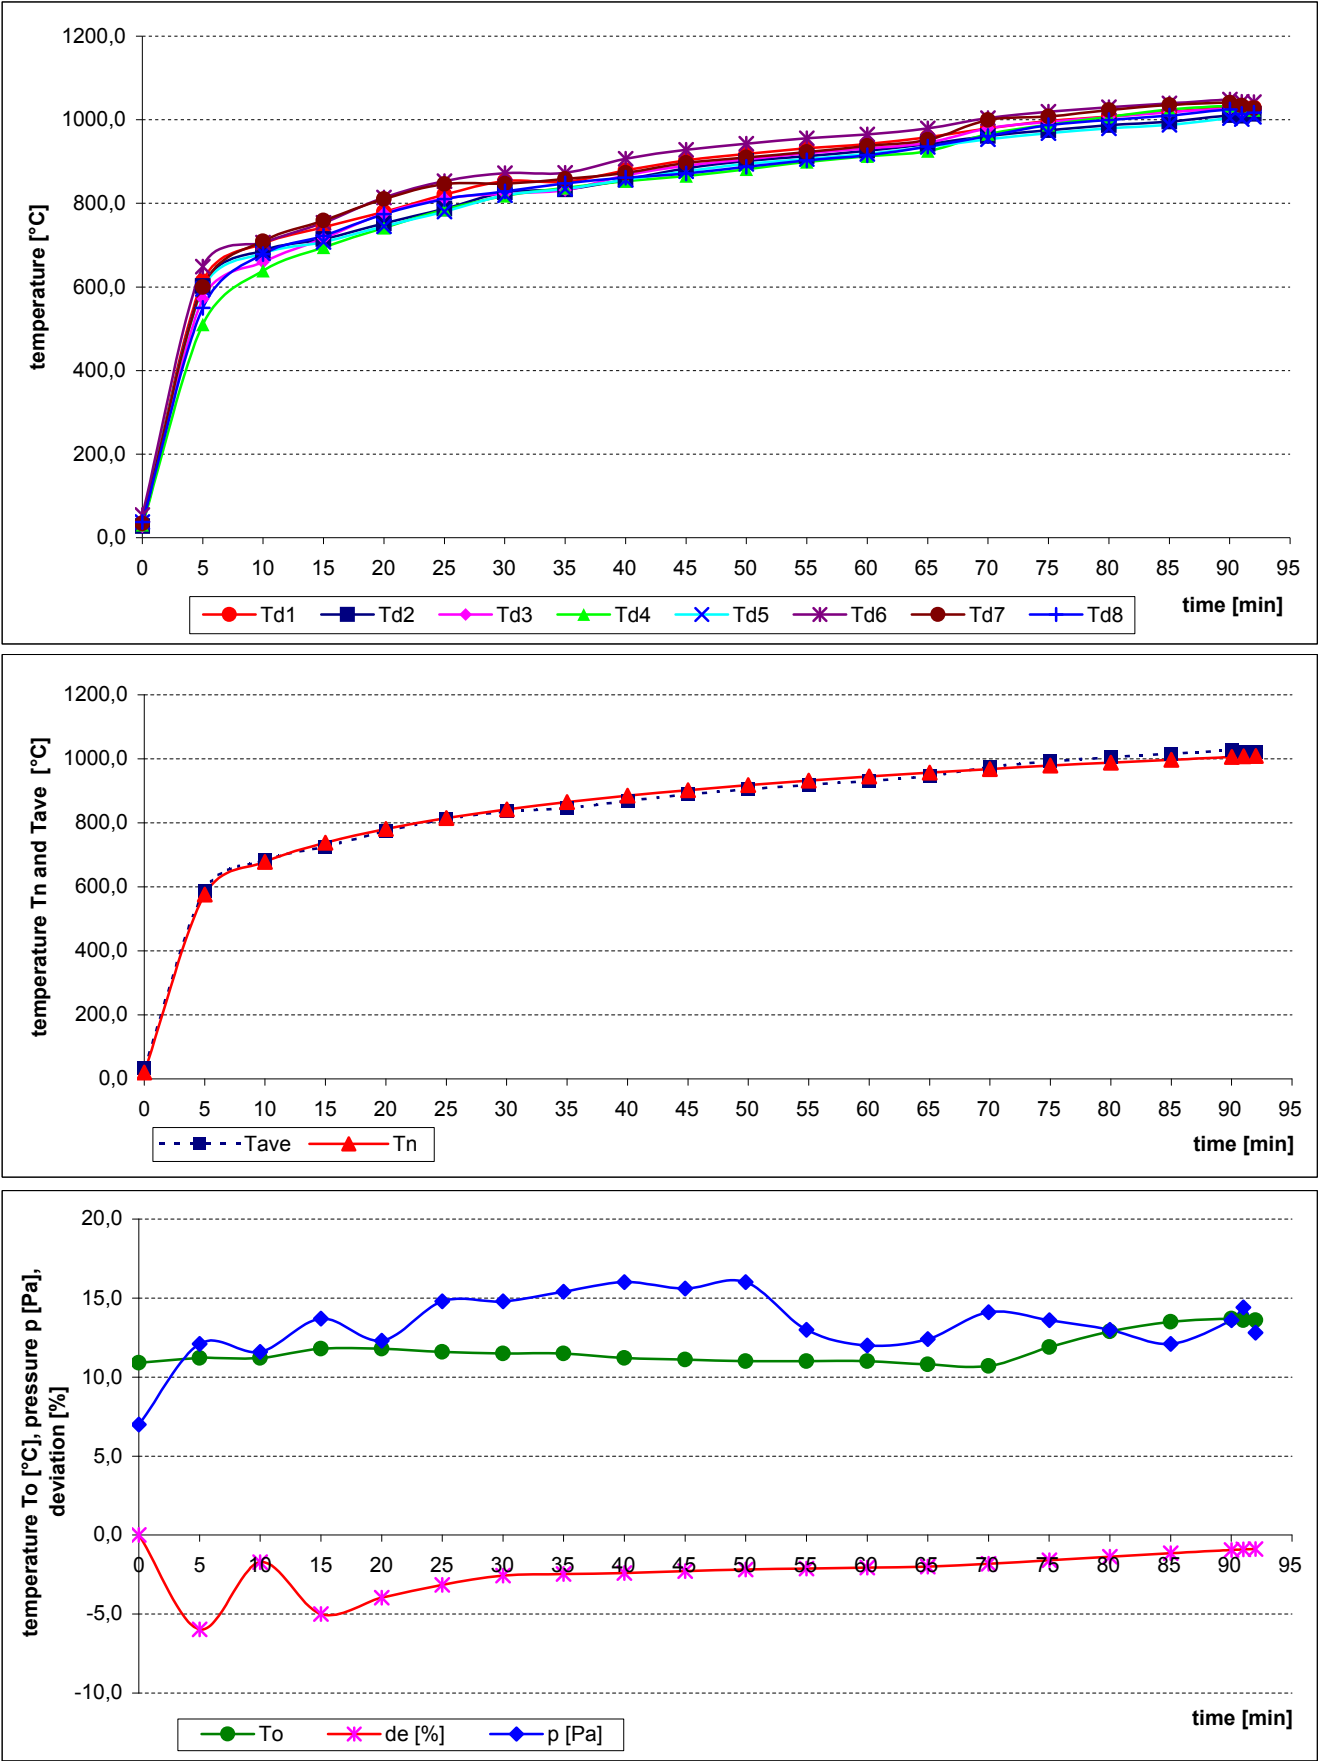 1200,0
1000,0
800,0
600,0
400,0
200,0
0,0
temperature [°C]
0 5 10 15 20 25 30 35 40 45 50 55 60 65 70 75 80 85 90 95
time [min]
Td1 Td2 Td3 Td4 Td5 Td6 Td7 Td8
1200,0
1000,0
800,0
600,0
400,0
200,0
0,0
temperature Tn and Tave [°C]
0 5 10 15 20 25 30 35 40 45 50 55 60 65 70 75 80 85 90 95
Tave Tn
time [min]
20,0
15,0
10,0
5,0
0,0
-5,0
-10,0
temperature To [°C], pressure p [Pa],
deviation [%]
0 5 10 15 20 25 30 35 40 45 50 55 60 65 70 75 80 85 90 95
time [min]
To de [%] p [Pa]